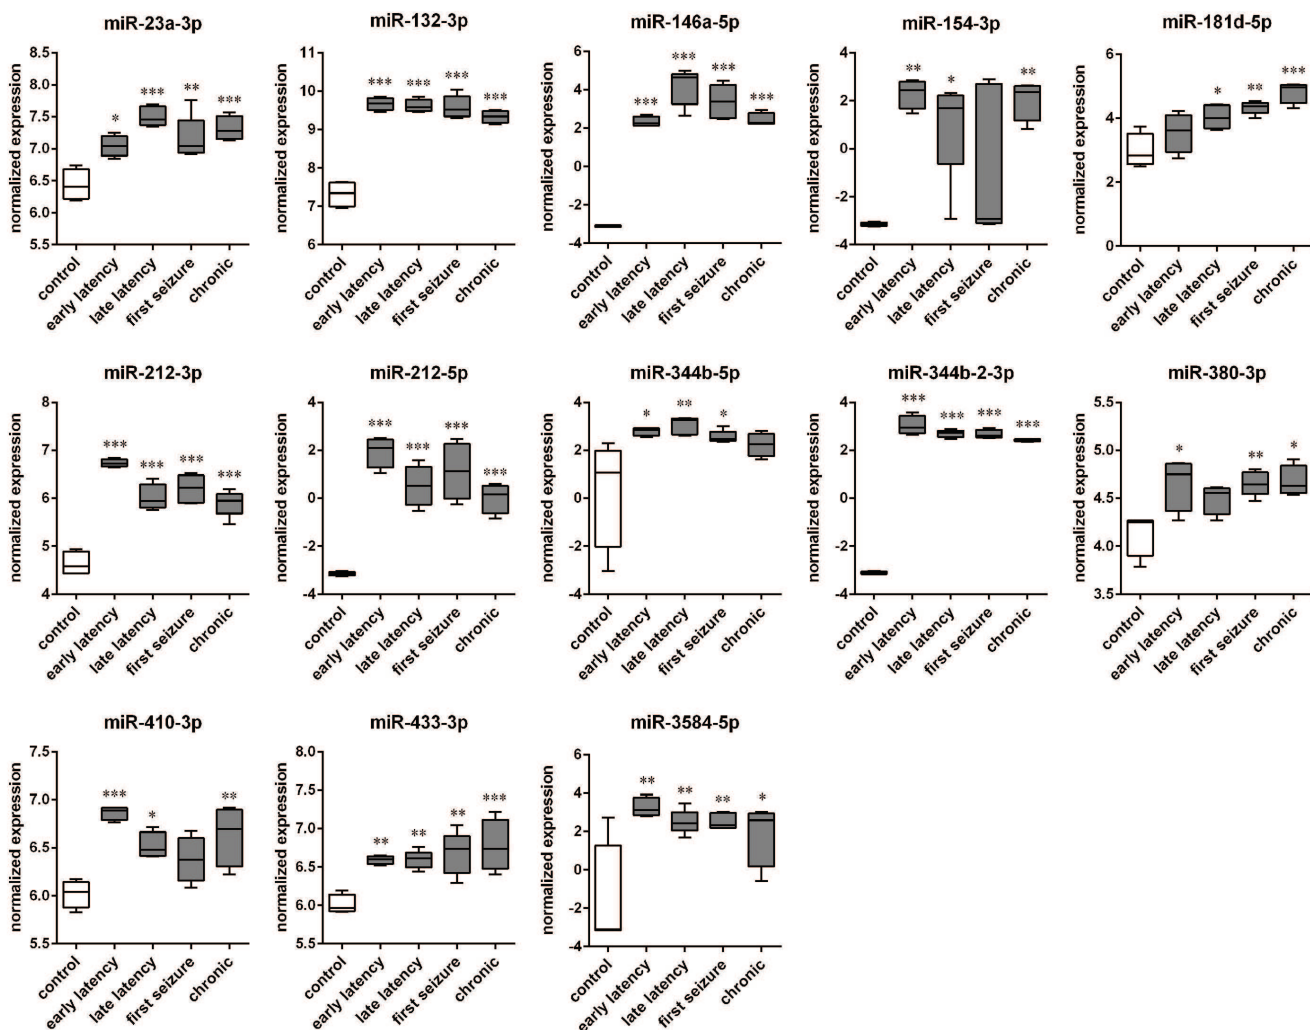 miR-23a-3p
normalized expression
8.5
8.0
7.5
7.0
6.5
6.0
5.5
*
***
**
***
control
early latency
late latency
first seizure
chronic
miR-132-3p
normalized expression
11
10
9
8
7
6
***
***
***
***
control
early latency
late latency
first seizure
chronic
miR-146a-5p
normalized expression
6
4
2
0
-2
-4
***
***
***
***
control
early latency
late latency
first seizure
chronic
miR-154-3p
normalized expression
4
2
0
-2
-4
**
*
**
control
early latency
late latency
first seizure
chronic
miR-181d-5p
normalized expression
6
4
2
0
*
**
***
control
early latency
late latency
first seizure
chronic
miR-212-3p
normalized expression
8
7
6
5
4
***
***
***
***
control
early latency
late latency
first seizure
chronic
miR-212-5p
normalized expression
4
2
0
-2
-4
***
***
***
***
control
early latency
late latency
first seizure
chronic
miR-344b-5p
normalized expression
4
2
0
-2
-4
*
**
*
control
early latency
late latency
first seizure
chronic
miR-344b-2-3p
normalized expression
4
2
0
-2
-4
***
***
***
***
control
early latency
late latency
first seizure
chronic
miR-380-3p
normalized expression
5.5
5.0
4.5
4.0
3.5
*
**
*
control
early latency
late latency
first seizure
chronic
miR-410-3p
normalized expression
7.5
7.0
6.5
6.0
5.5
***
*
**
control
early latency
late latency
first seizure
chronic
miR-433-3p
normalized expression
8.0
7.5
7.0
6.5
6.0
5.5
**
**
**
***
control
early latency
late latency
first seizure
chronic
miR-3584-5p
normalized expression
6
4
2
0
-2
-4
**
**
**
*
control
early latency
late latency
first seizure
chronic